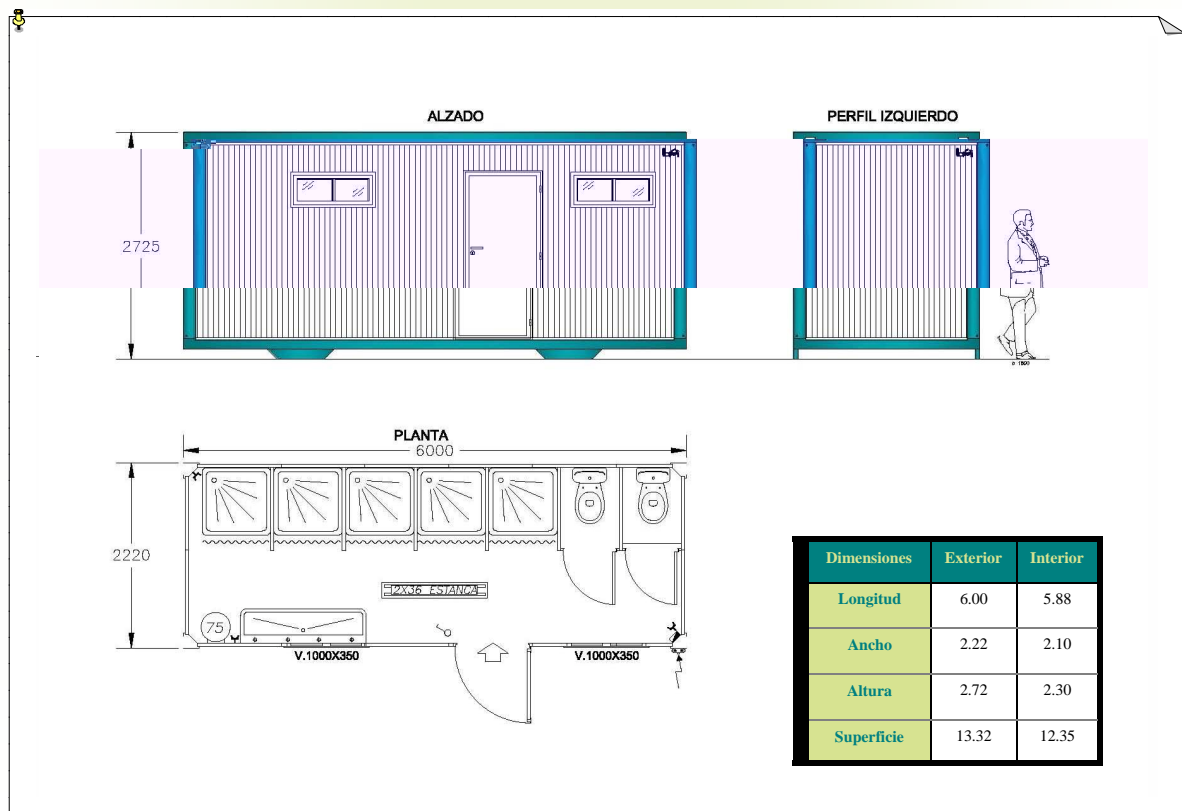 ALZADO
PERFIL IZQUIERDO
2725
PLANTA
6000
2220
2X36 ESTANCA
75
V.1000X350
V.1000X350
Dimensiones Exterior Interior
Longitud 6.00 5.88
Ancho 2.22 2.10
Altura 2.72 2.30
Superficie 13.32 12.35